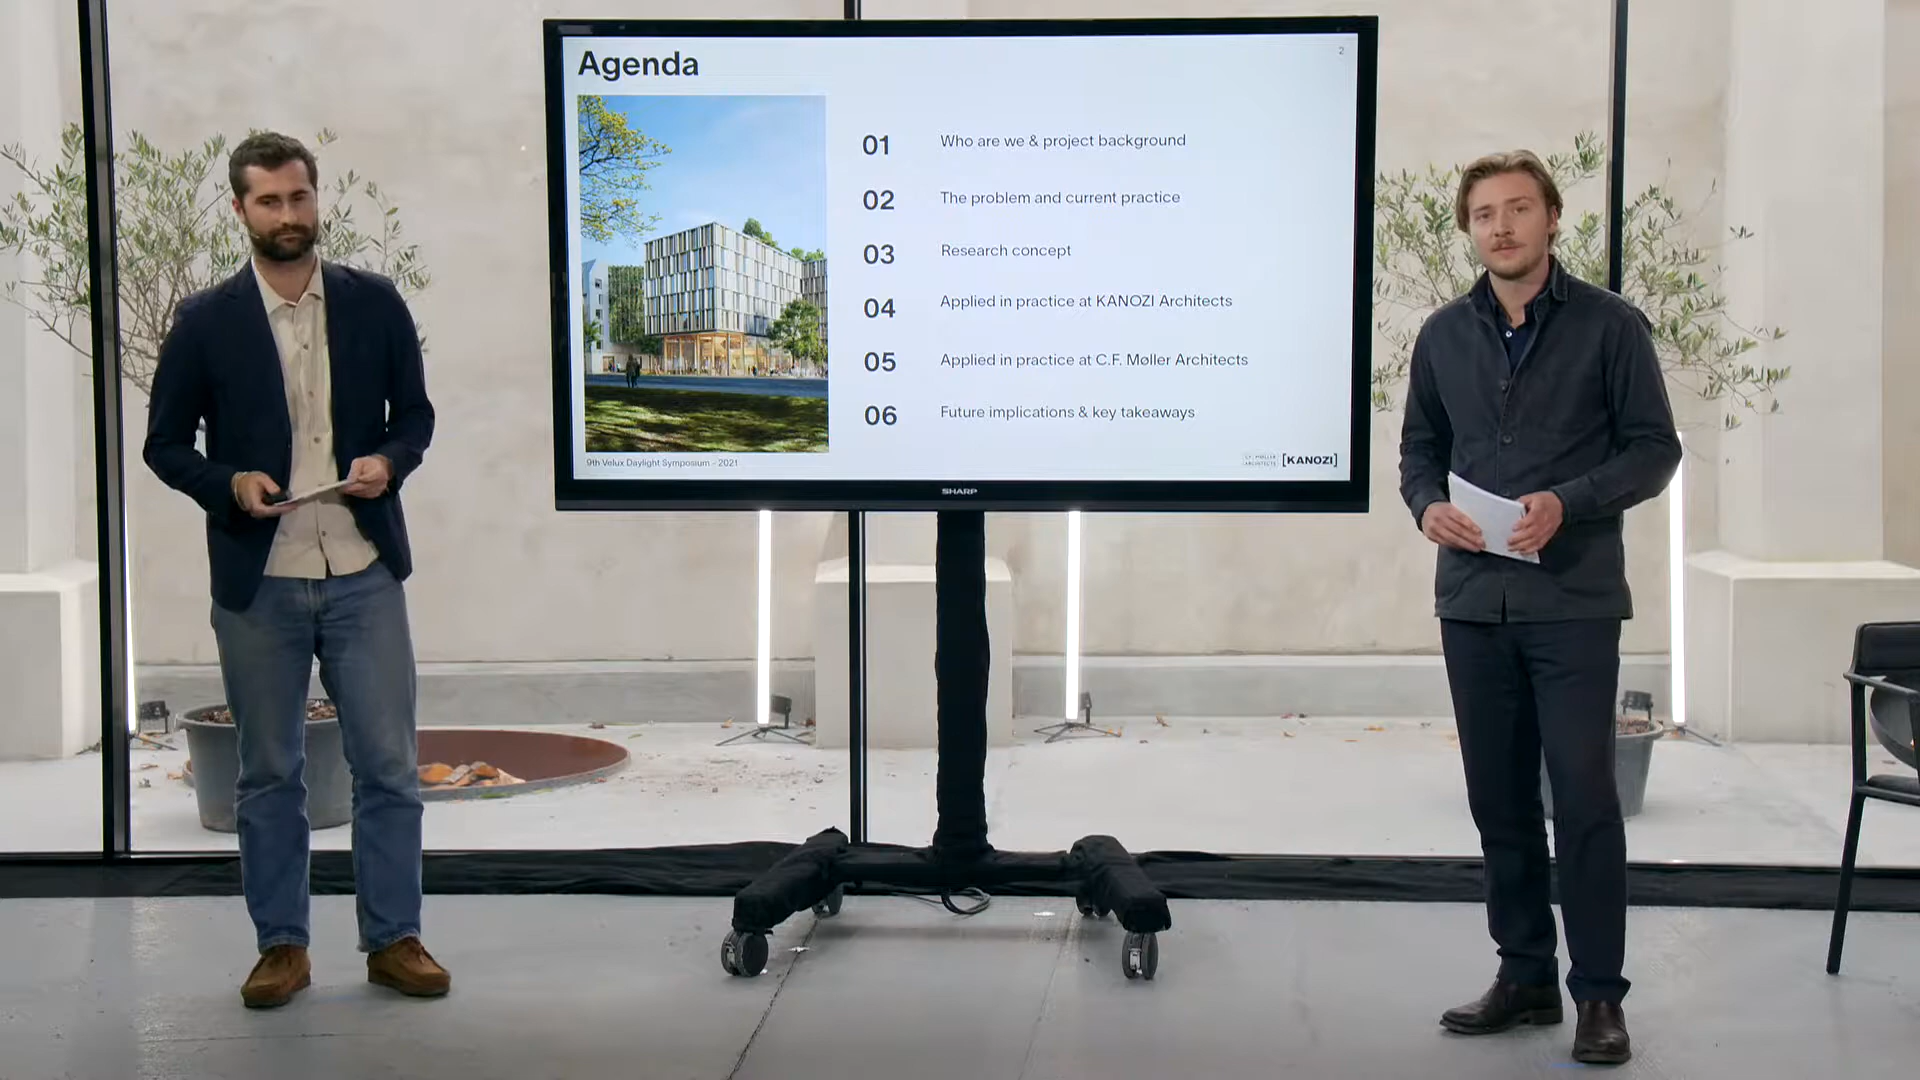 Agenda
2
01 Who are we & project background
02 The problem and current practice
03 Research concept
04 Applied in practice at KANOZI Architects
05 Applied in practice at C.F. Møller Architects
06 Future implications & key takeaways
9th Velux Daylight Symposium - 2021
C.F. MØLLER
ARCHITECTS
[KANOZI]
SHARP